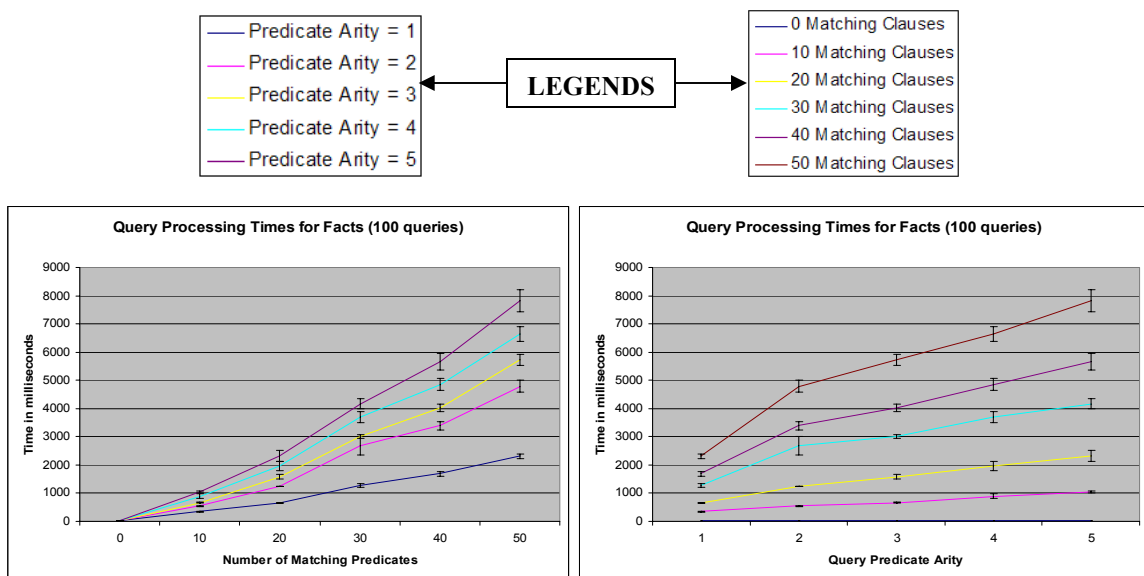 Predicate Arity = 1
Predicate Arity = 2
Predicate Arity = 3
Predicate Arity = 4
Predicate Arity = 5
LEGENDS
0 Matching Clauses
10 Matching Clauses
20 Matching Clauses
30 Matching Clauses
40 Matching Clauses
50 Matching Clauses
Query Processing Times for Facts (100 queries)
Time in milliseconds
9000
8000
7000
6000
5000
4000
3000
2000
1000
0
0 10 20 30 40 50
Number of Matching Predicates
Query Processing Times for Facts (100 queries)
Time in milliseconds
9000
8000
7000
6000
5000
4000
3000
2000
1000
0
1 2 3 4 5
Query Predicate Arity